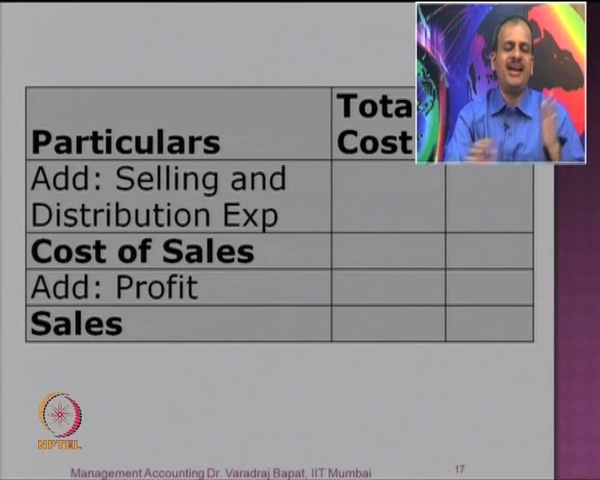 Particulars
Tota
Cost
Add: Selling and
Distribution Exp
Cost of Sales
Add: Profit
Sales
NPTEL
Management Accounting Dr. Varadraj Bapat, IIT Mumbai
17